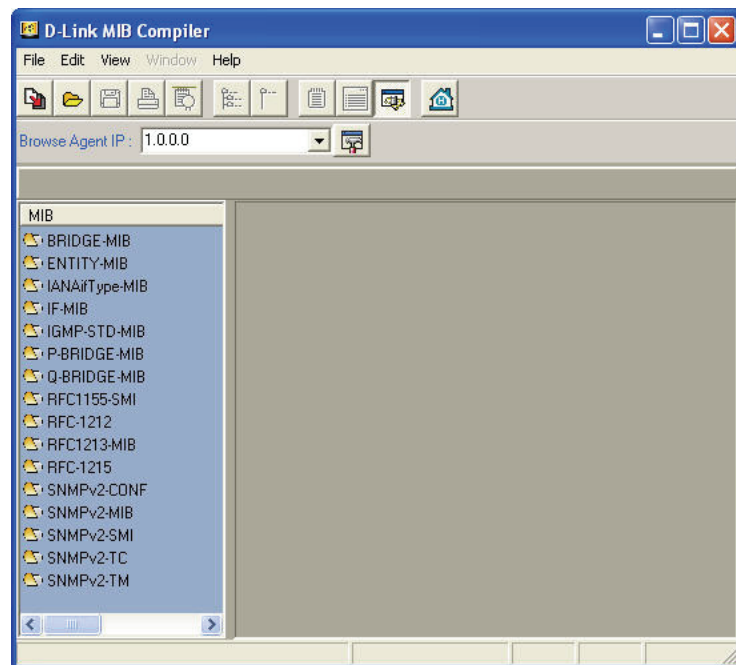 D-Link MIB Compiler
File Edit View Window Help
Browse Agent IP : 1.0.0.0
MIB
BRIDGE-MIB
ENTITY-MIB
IANAifType-MIB
IF-MIB
IGMP-STD-MIB
P-BRIDGE-MIB
Q-BRIDGE-MIB
RFC1155-SMI
RFC-1212
RFC1213-MIB
RFC-1215
SNMPv2-CONF
SNMPv2-MIB
SNMPv2-SMI
SNMPv2-TC
SNMPv2-TM